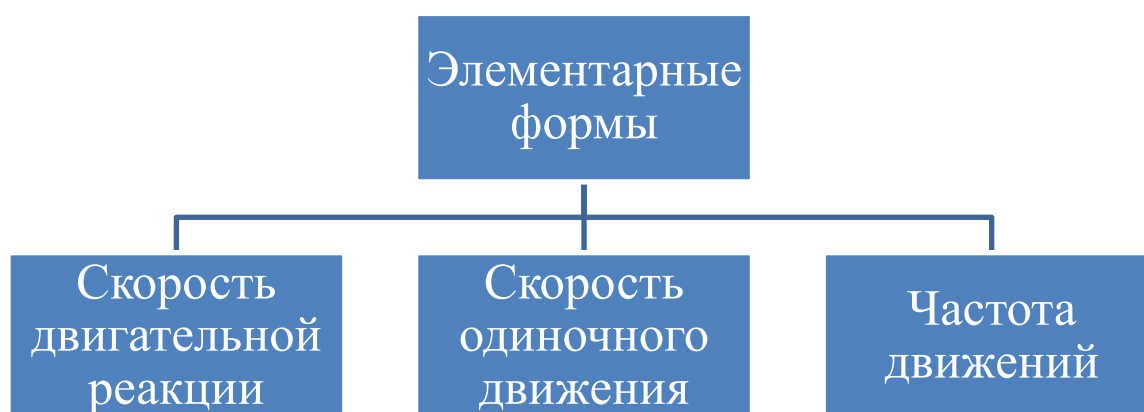 Элементарные
формы
Скорость
двигательной
реакции
Скорость
одиночного
движения
Частота
движений